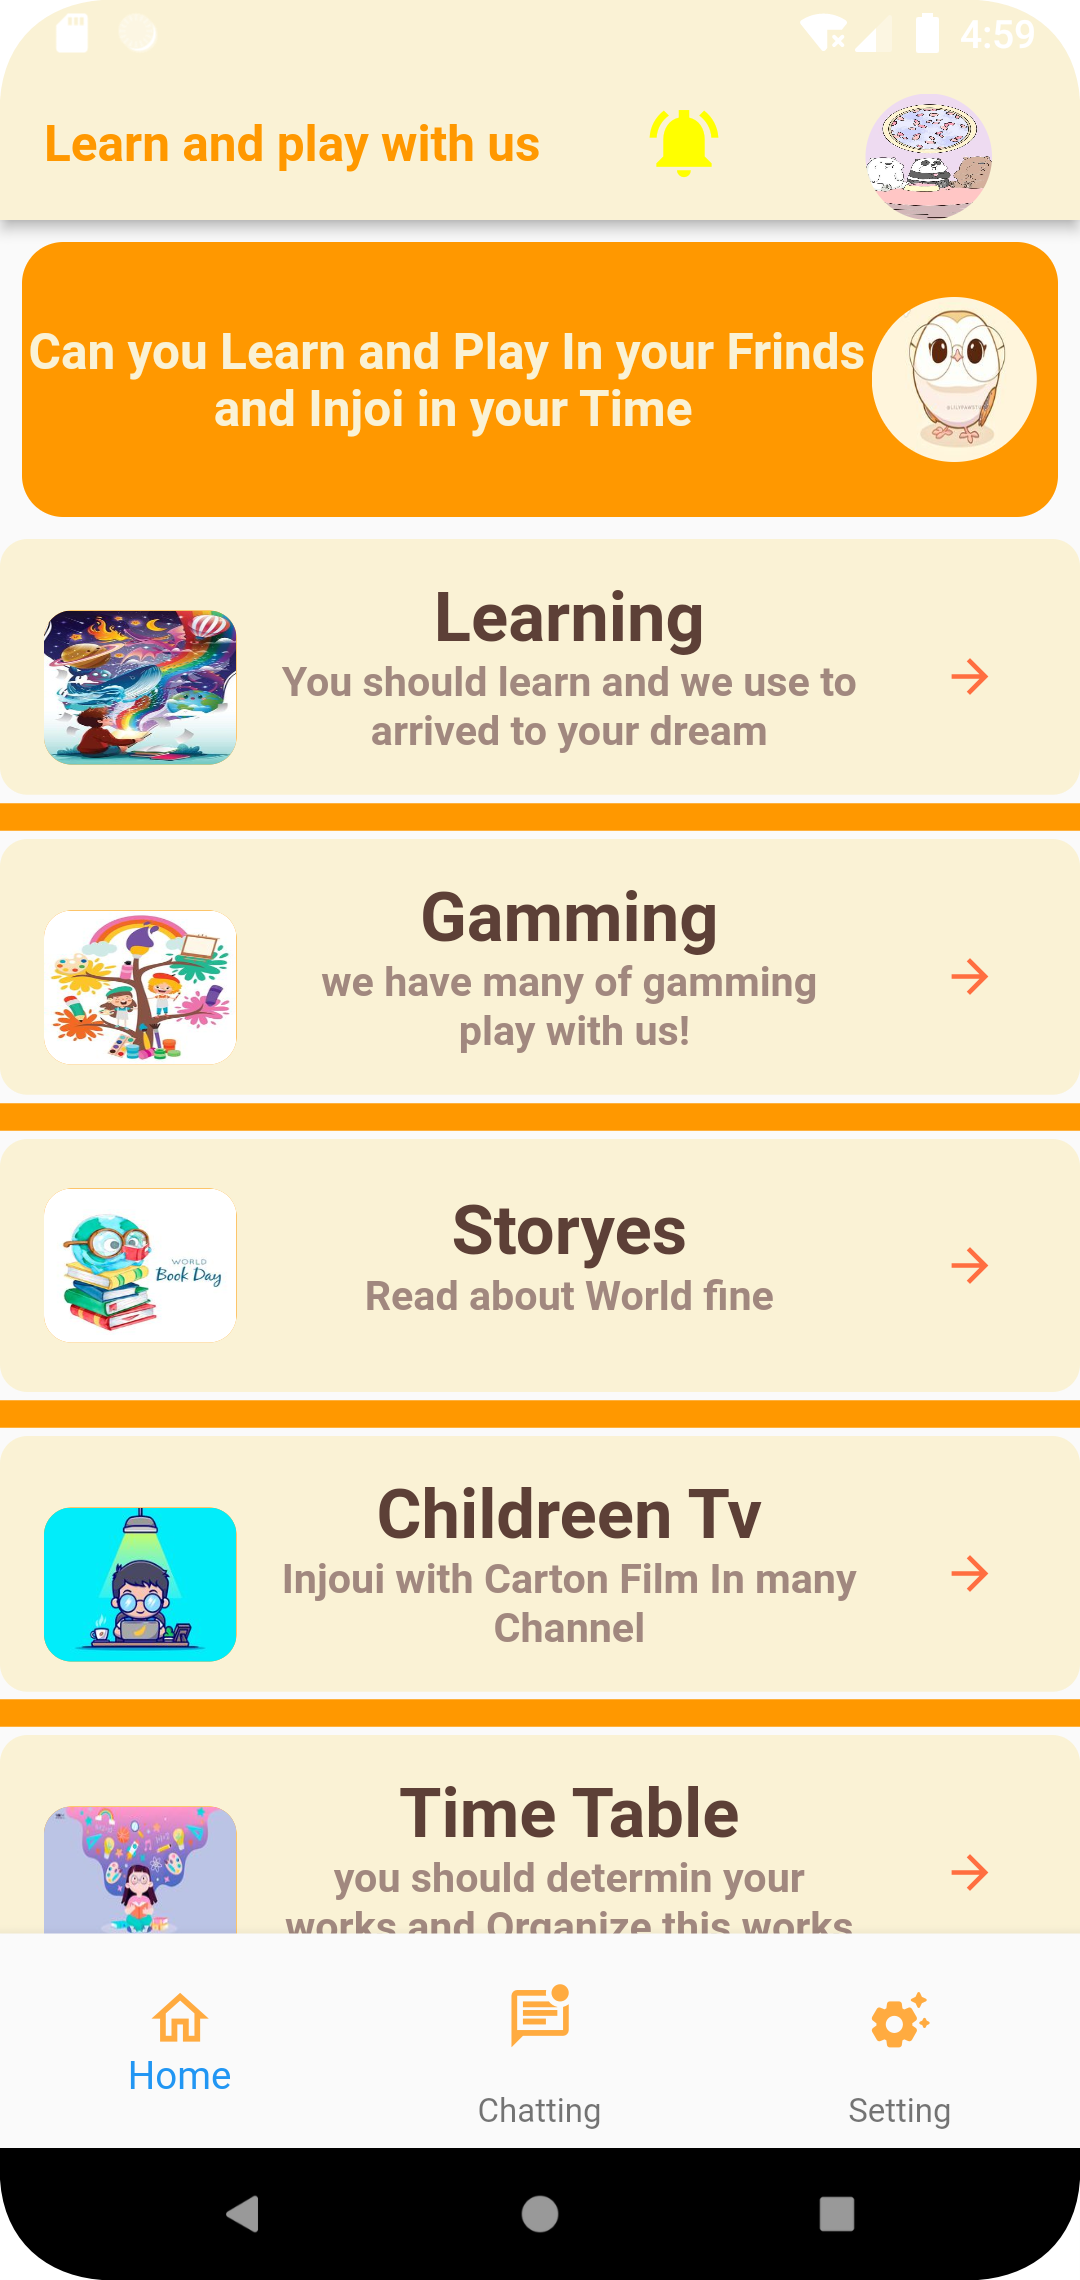 4:59
Learn and play with us
Can you Learn and Play In your Frinds
and Injoi in your Time
Learning
You should learn and we use to
arrived to your dream
Gamming
we have many of gamming
play with us!
WORLD
Book Day
Storyes
Read about World fine
Childreen Tv
Injoui with Carton Film In many
Channel
Time Table
you should determin your
works and Organize this works
Home
Chatting
Setting